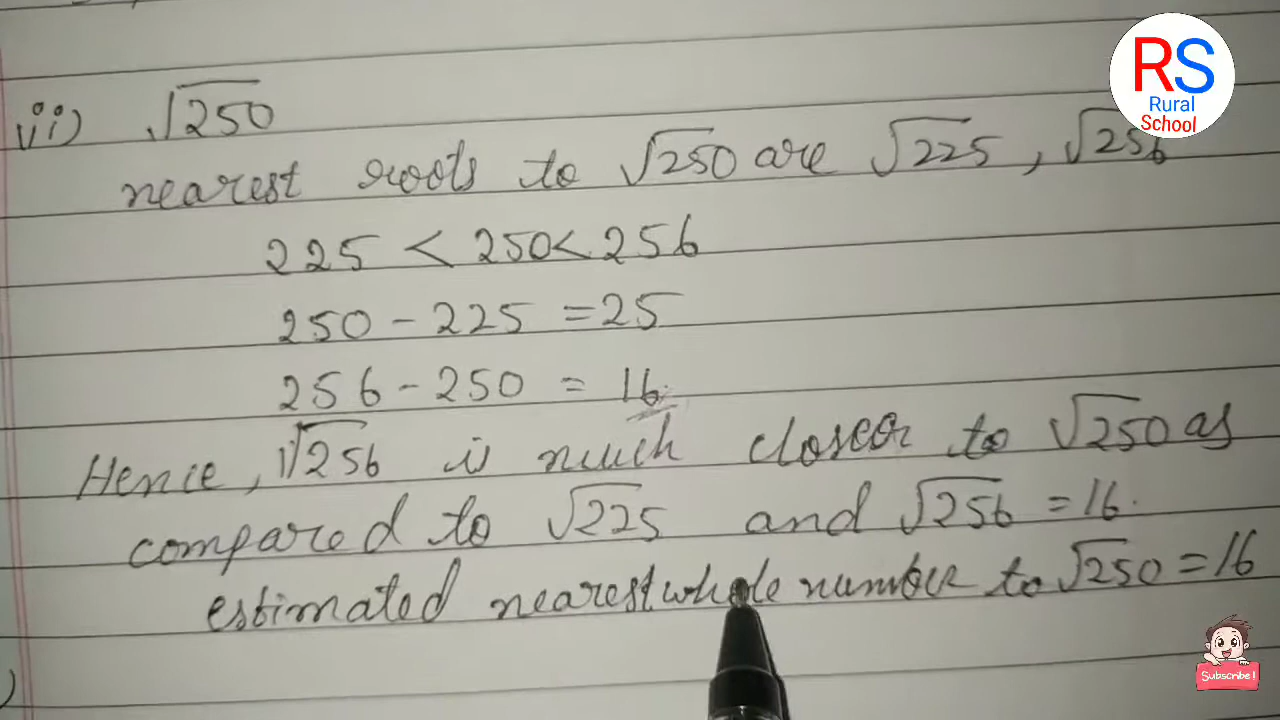 RS
Rural
School
ii) √250
nearest roots to √250 are √225, √256
225 < 250 < 256
250 - 225 = 25
256 - 250 = 16
Hence, √256 is much closer to √250 as
compared to √225 and √256 = 16.
estimated nearest whole number to √250 = 16
)
Subscribe!